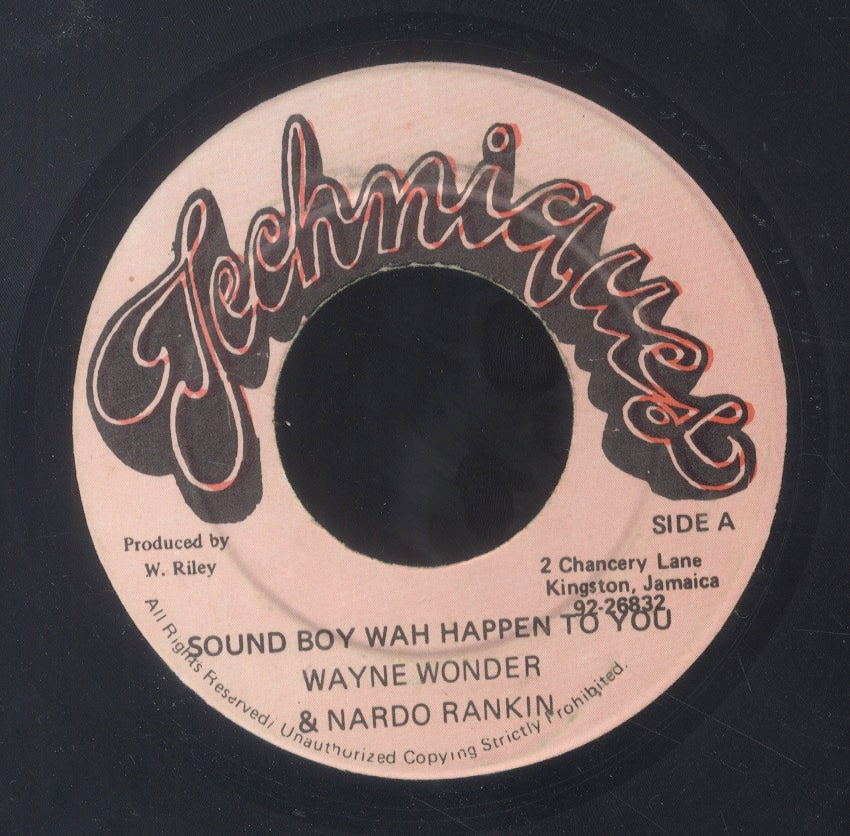 Techniques
SIDE A
Produced by
W. Riley
2 Chancery Lane
Kingston, Jamaica
92-26832
SOUND BOY WAH HAPPEN TO YOU
WAYNE WONDER
& NARDO RANKIN
All Rights Reserved/ Unauthorized Copying Strictly Prohibited.